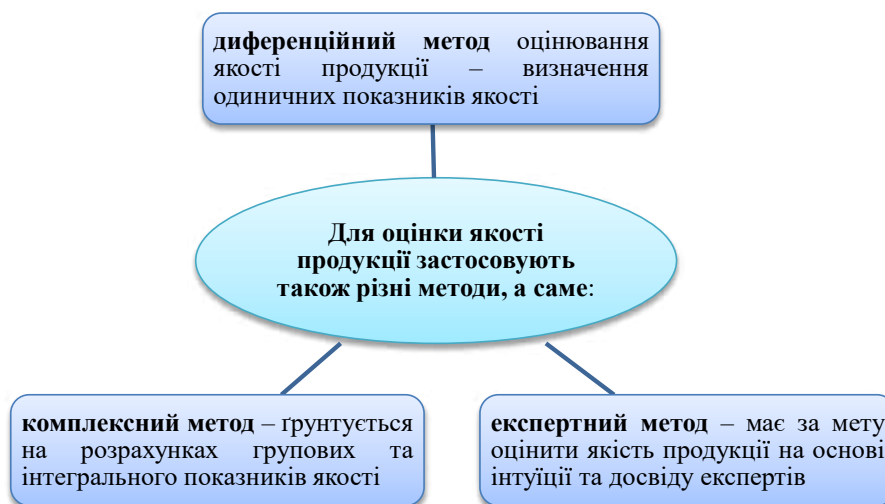 диференційний метод оцінювання
якості продукції – визначення
одиничних показників якості
Для оцінки якості
продукції застосовують
також різні методи, а саме:
комплексний метод – ґрунтується
на розрахунках групових та
інтегрального показників якості
експертний метод – має за мету
оцінити якість продукції на основі
інтуїції та досвіду експертів